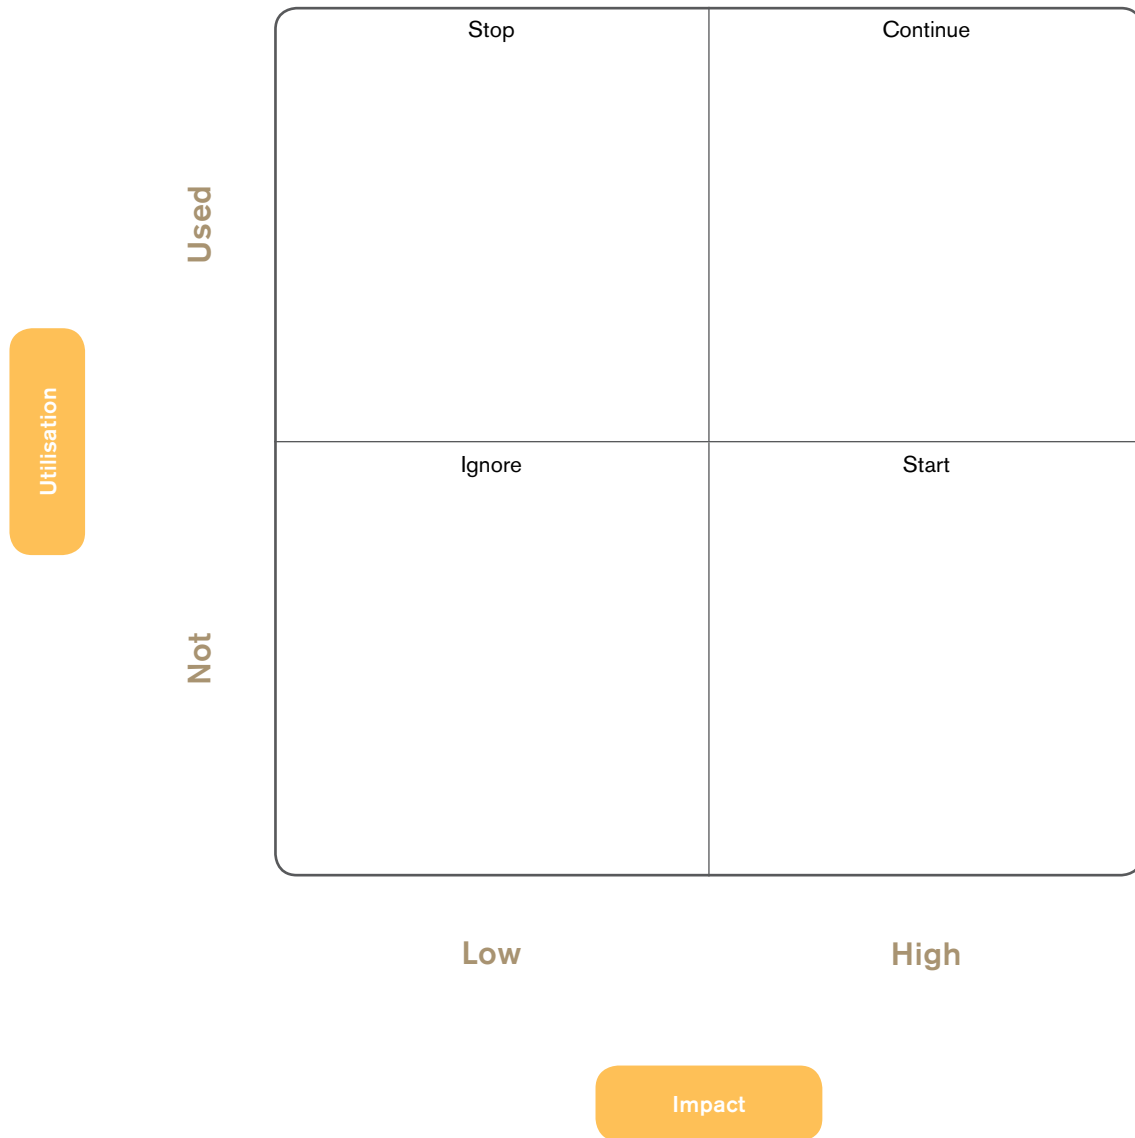 Stop
Continue
Used
Utilisation
Ignore
Start
Not
Low
High
Impact